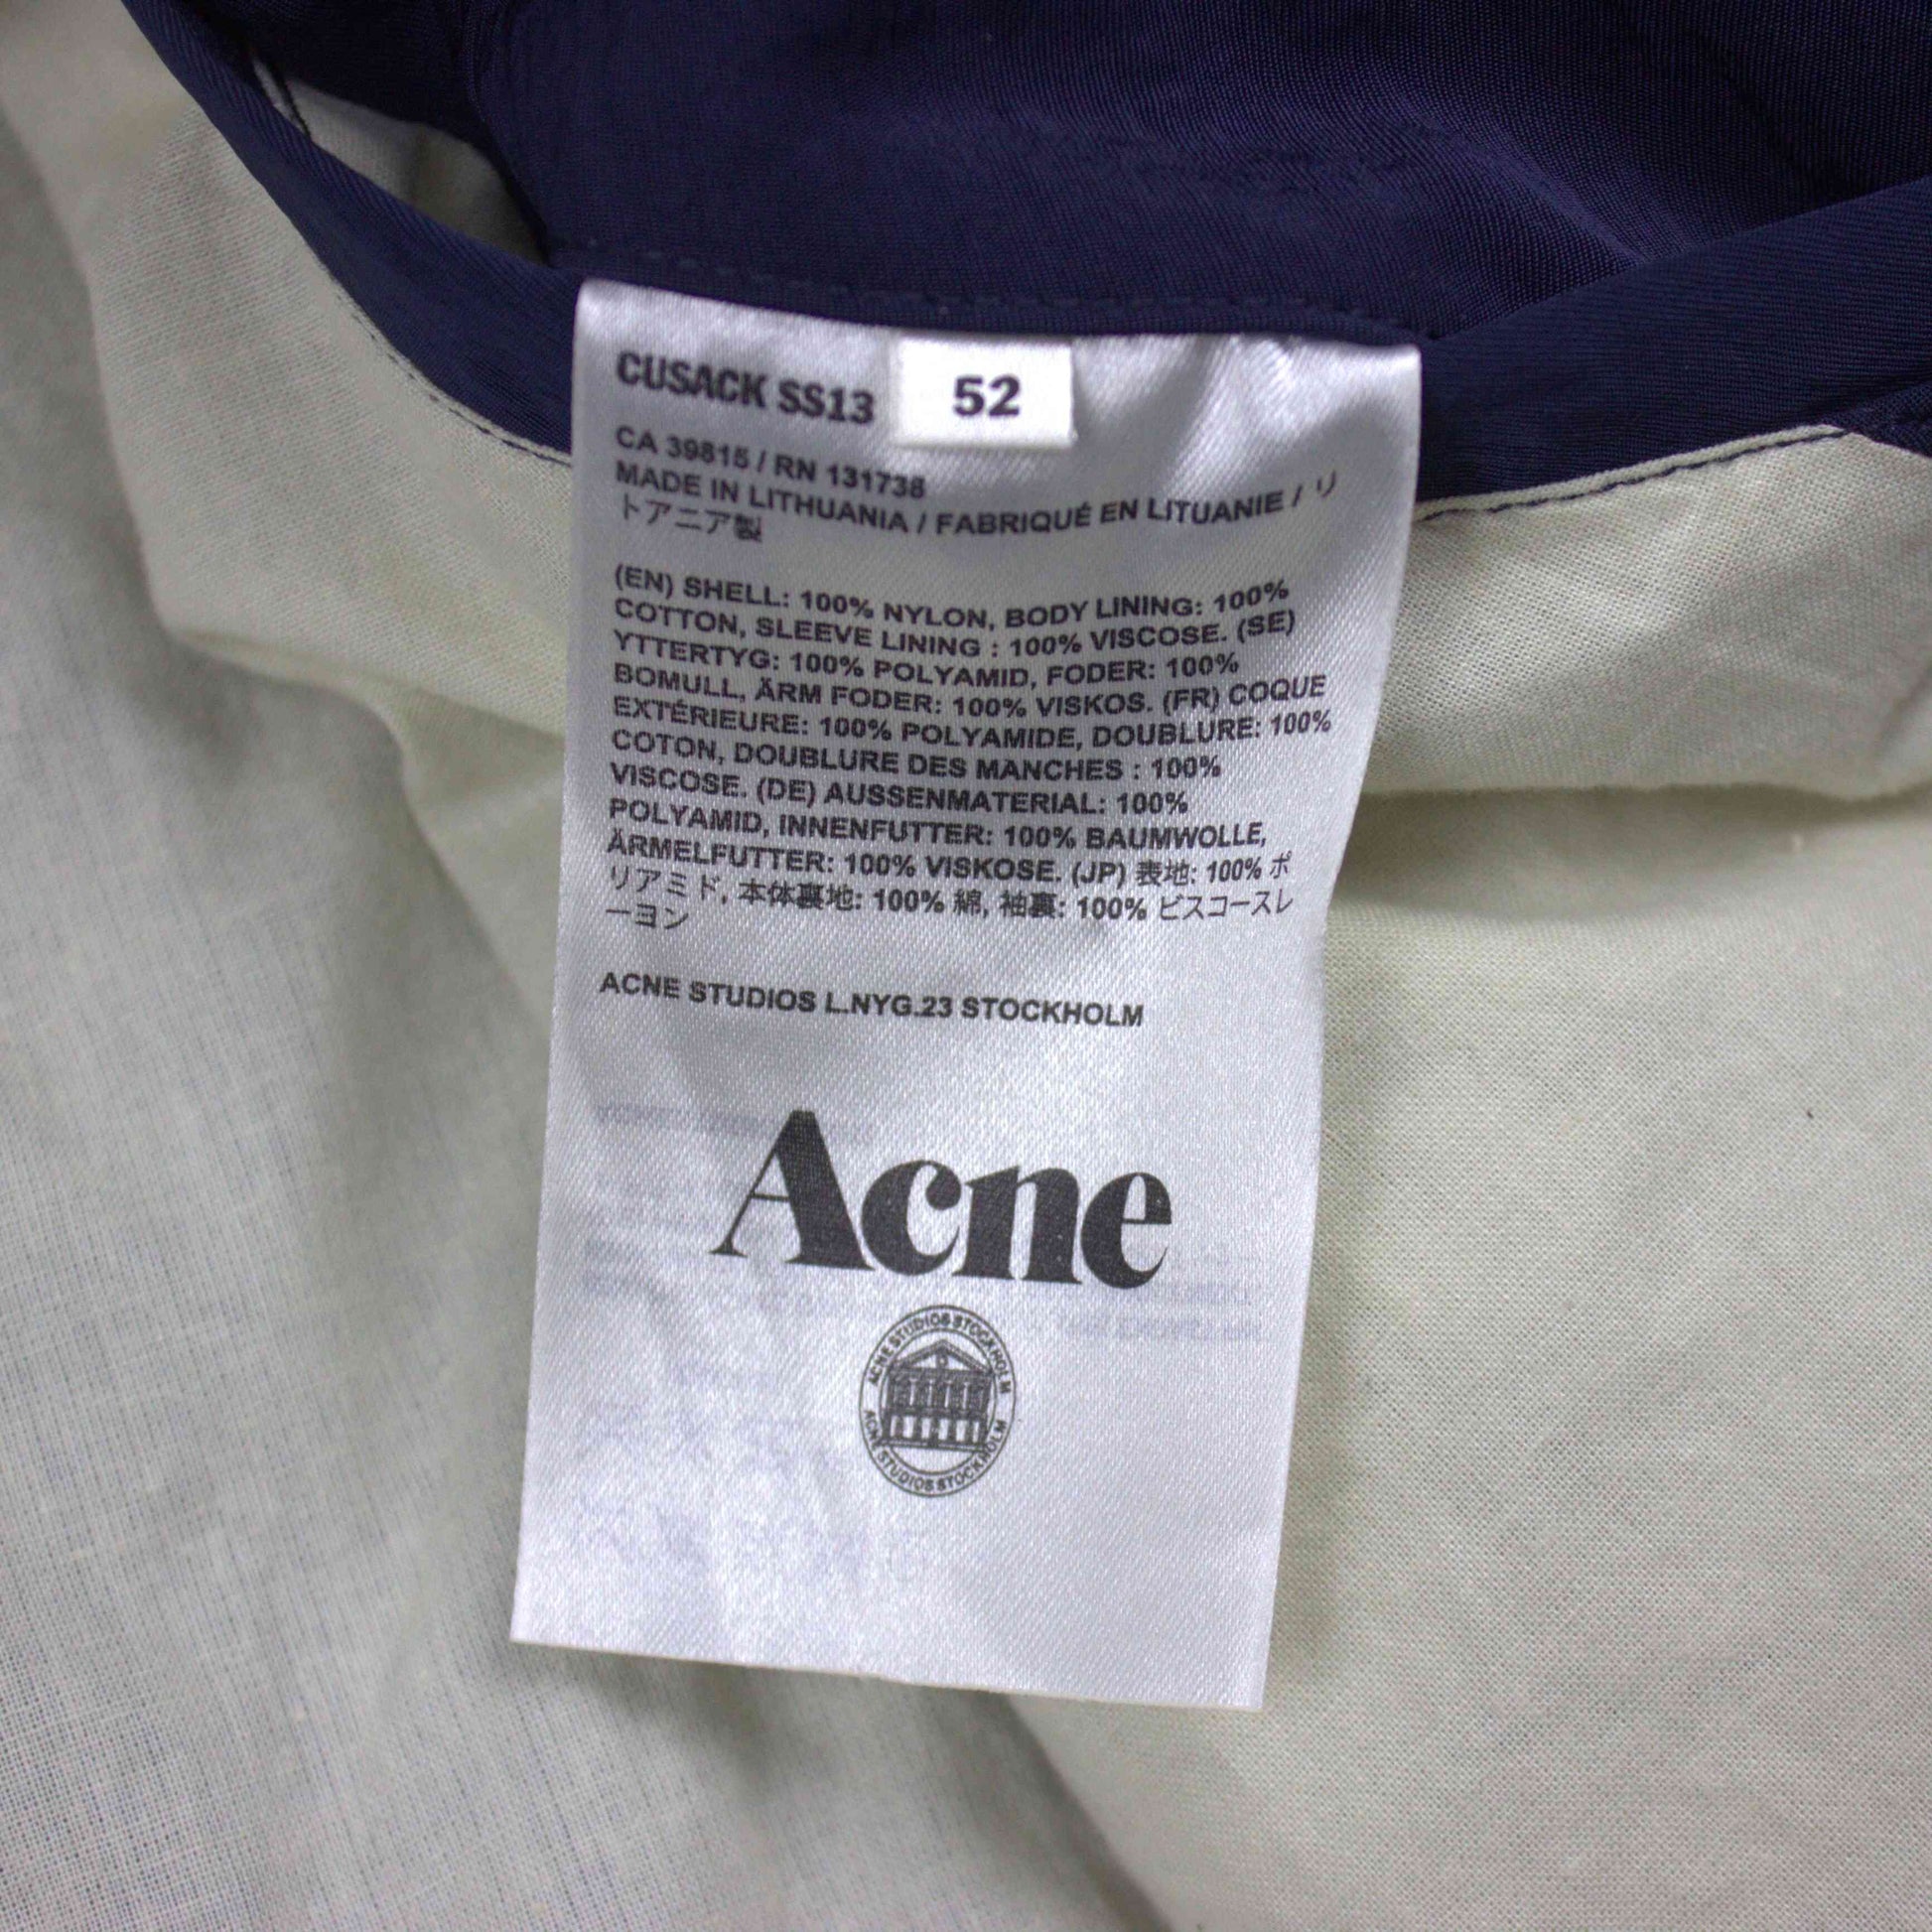 CUSACK SS13 52
CA 39815 / RN 131738
MADE IN LITHUANIA / FABRIQUÉ EN LITUANIE / リ
トアニア製
(EN) SHELL: 100% NYLON, BODY LINING: 100%
COTTON, SLEEVE LINING : 100% VISCOSE. (SE)
YTTERTYG: 100% POLYAMID, FODER: 100%
BOMULL, ÄRM FODER: 100% VISKOS. (FR) COQUE
EXTÉRIEURE: 100% POLYAMIDE, DOUBLURE: 100%
COTON, DOUBLURE DES MANCHES : 100%
VISCOSE. (DE) AUSSENMATERIAL: 100%
POLYAMID, INNENFUTTER: 100% BAUMWOLLE,
ÄRMELFUTTER: 100% VISKOSE. (JP) 表地: 100% ポ
リアミド, 本体裏地: 100% 綿, 袖裏: 100% ビスコースレ
ーヨン
ACNE STUDIOS L.NYG.23 STOCKHOLM
Acne
ACNE STUDIOS STOCKHOLM
ACNE STUDIOS STOCKHOLM